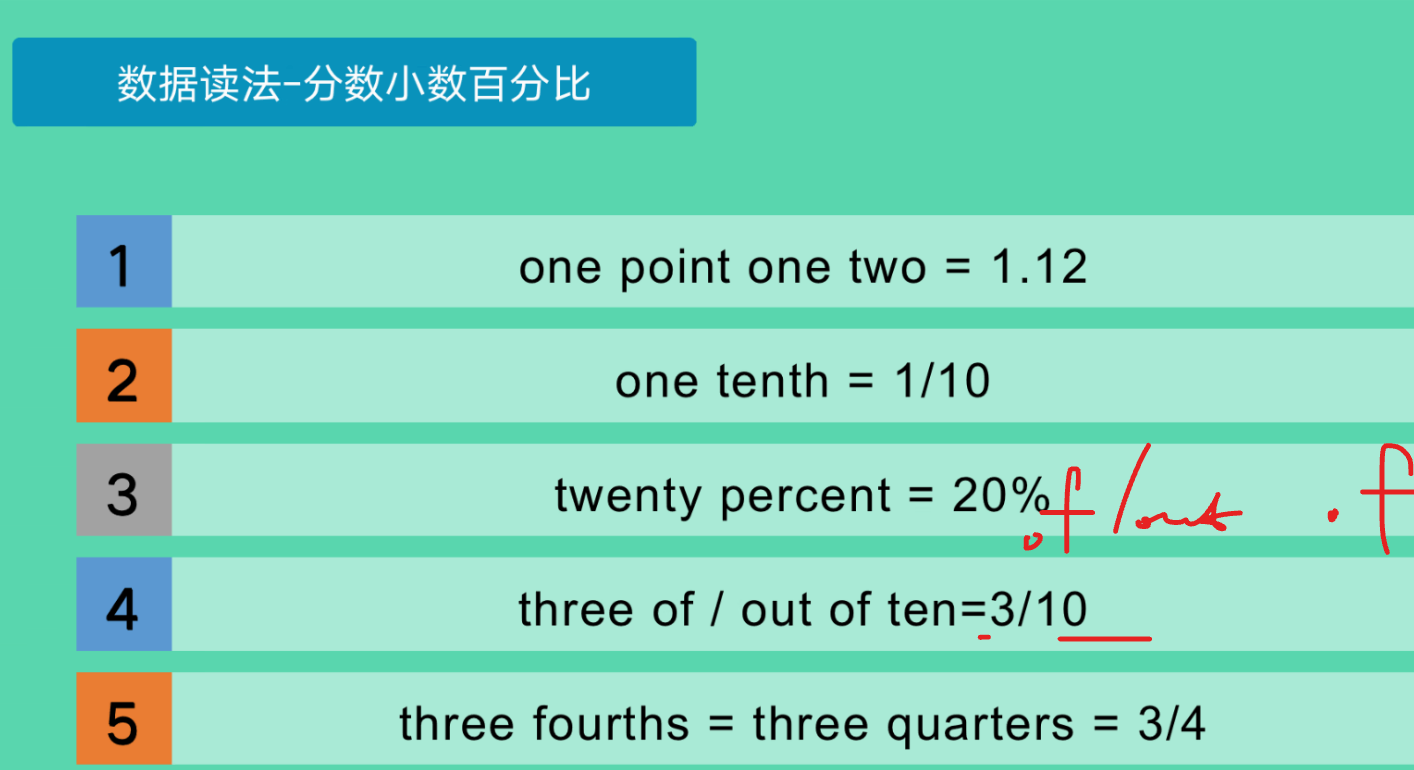 数据读法-分数小数百分比
1 one point one two = 1.12
2 one tenth = 1/10
3 twenty percent = 20%
of / out of
4 three of / out of ten=3/10
5 three fourths = three quarters = 3/4